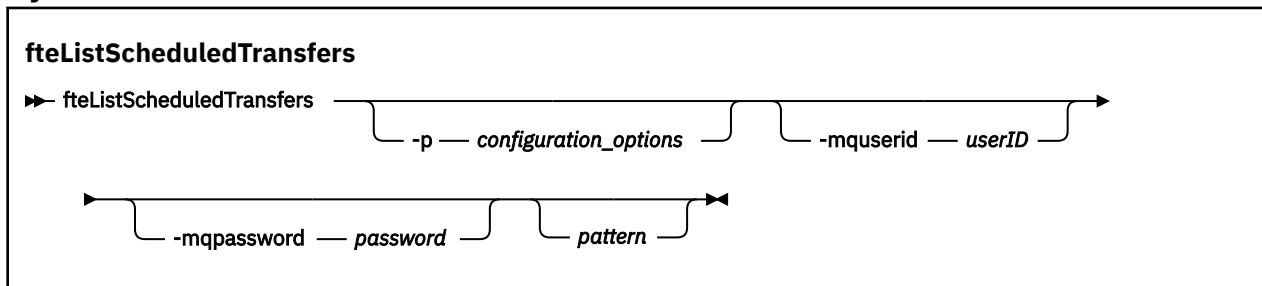 fteListScheduledTransfers
fteListScheduledTransfers
-p configuration_options -mquserid userID
-mqpassword password pattern